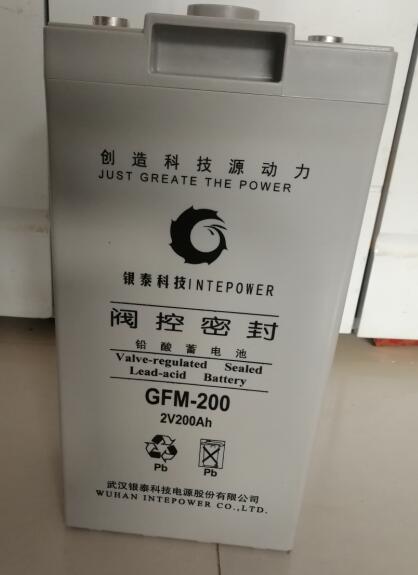 创造科技源动力
JUST GREATE THE POWER
银泰科技INTEPOWER
阀控密封
铅酸蓄电池
Valve-regulated Sealed
Lead-acid Battery
GFM-200
2V200Ah
Pb Pb
武汉银泰科技电源股份有限公司
WUHAN INTEPOWER CO.,LTD.